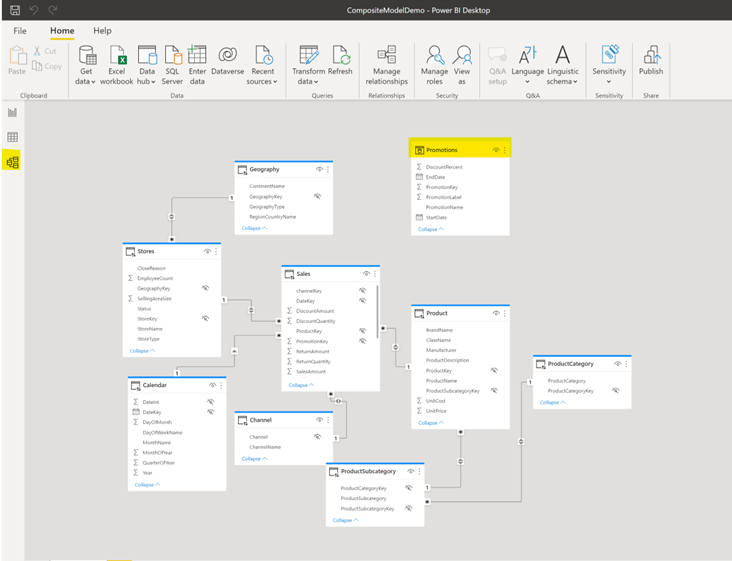 CompositeModelDemo - Power BI Desktop
File Home Help
Paste
Cut
Copy
Clipboard
Get data
Excel workbook
Data hub
SQL Server
Enter data
Dataverse
Recent sources
Data
Transform data
Refresh
Queries
Manage relationships
Relationships
Manage roles
View as
Security
Q&A setup
Language
Linguistic schema
Q&A
Sensitivity
Sensitivity
Publish
Share
Promotions
DiscountPercent
EndDate
PromotionKey
PromotionLabel
PromotionName
StartDate
Collapse
Geography
ContinentName
GeographyKey
GeographyType
RegionCountryName
Collapse
1
*
Stores
CloseReason
EmployeeCount
GeographyKey
SellingAreaSize
Status
StoreKey
StoreName
StoreType
Collapse
1
*
Sales
channelKey
DateKey
DiscountAmount
DiscountQuantity
ProductKey
PromotionKey
ReturnAmount
ReturnQuantity
SalesAmount
Collapse
*
*
*
Product
BrandName
ClassName
Manufacturer
ProductDescription
ProductKey
ProductName
ProductSubcategoryKey
UnitCost
UnitPrice
Collapse
1
*
ProductCategory
ProductCategory
ProductCategoryKey
Collapse
1
Calendar
DateInt
DateKey
DayOfMonth
DayOfWeekName
MonthName
MonthOfYear
QuarterOfYear
Year
Collapse
1
Channel
Channel
ChannelName
Collapse
1
ProductSubcategory
ProductCategoryKey
ProductSubcategory
ProductSubcategoryKey
Collapse
1
*